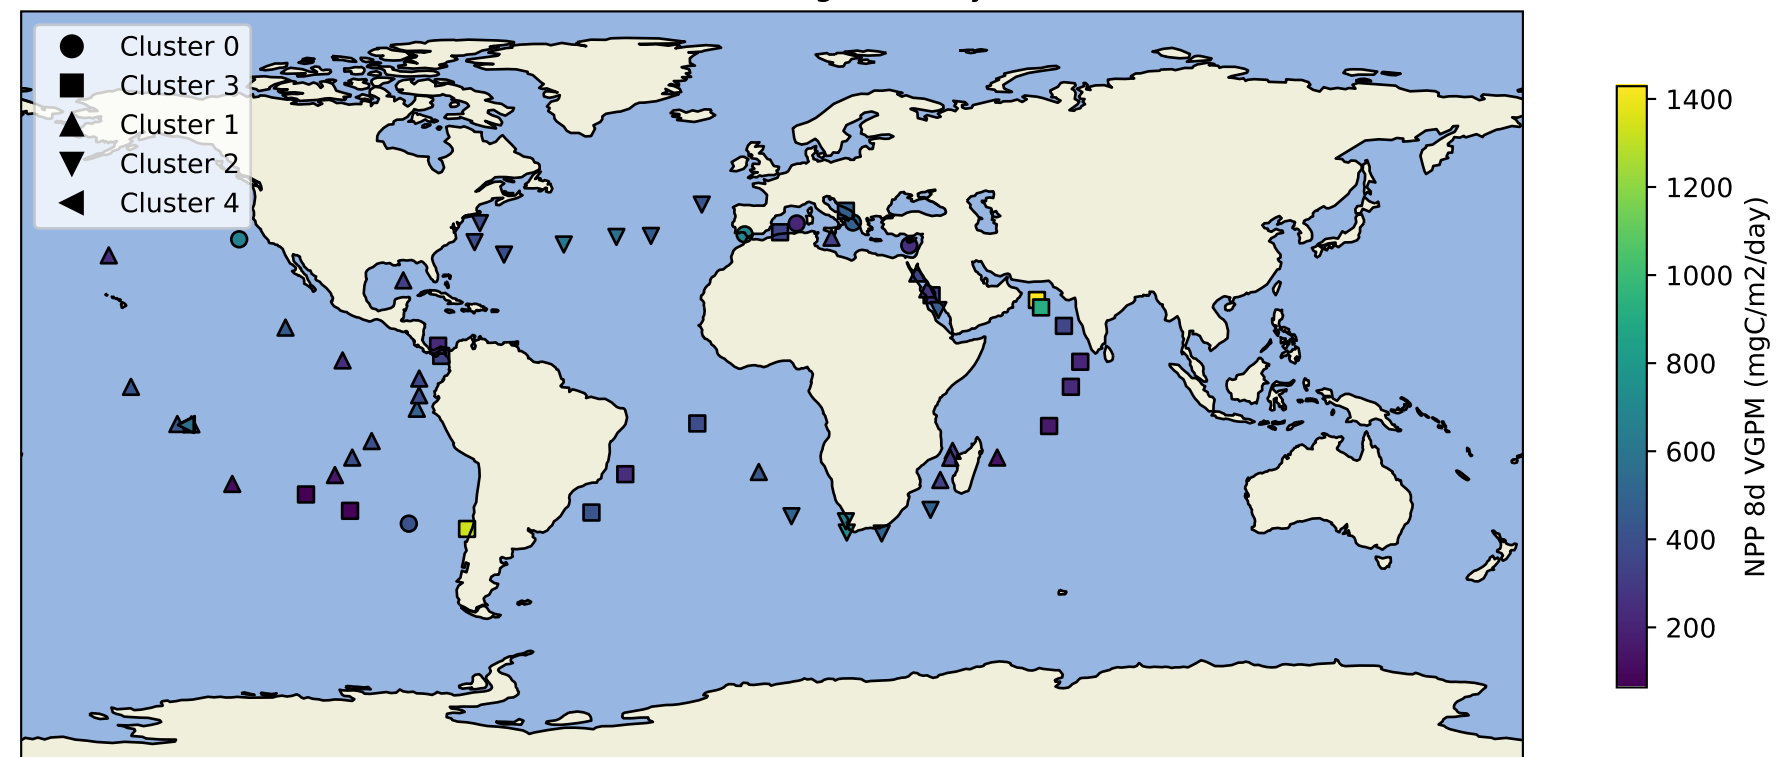 Cluster 0
Cluster 3
Cluster 1
Cluster 2
Cluster 4
1400
1200
1000
800
600
400
200
NPP 8d VGPM (mgC/m2/day)